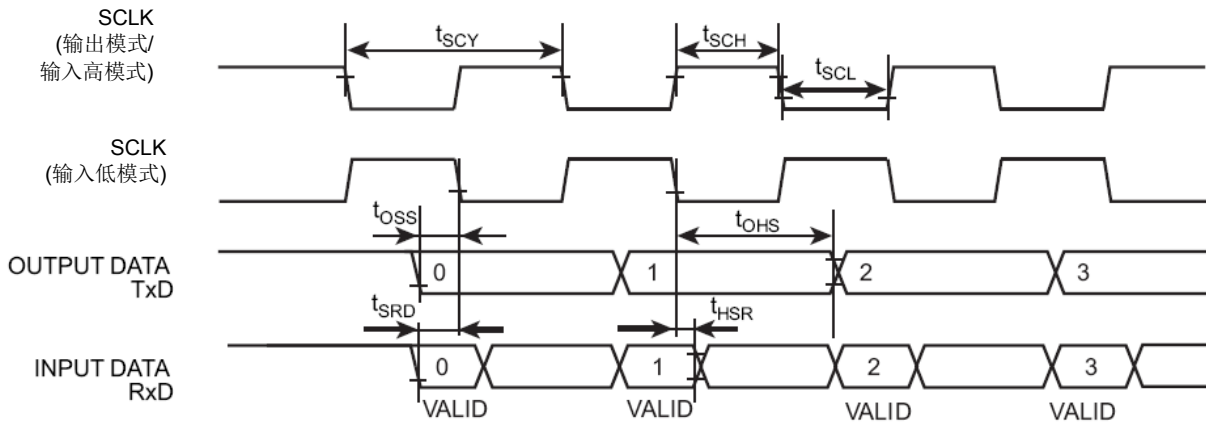 SCLK
(输出模式/
输入高模式)
tSCY
tSCH
tSCL
SCLK
(输入低模式)
tOSS
tOHS
OUTPUT DATA
TxD
0
1
2
3
tSRD
tHSR
INPUT DATA
RxD
0
1
2
3
VALID
VALID
VALID
VALID